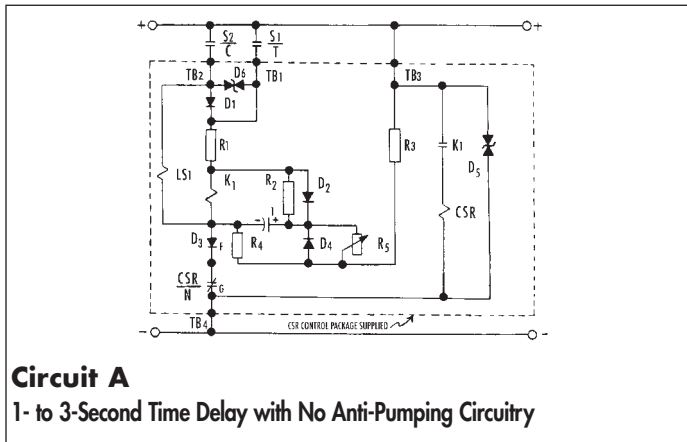 + +
S2 S1
C T
TB2 D6 TB1 TB3
D1
R1 R3 K1
LS1 K1 R2 D2 D5
CSR
- 1+
D3 F R4 D4 R5
CSR G
N
TB4 CSR CONTROL PACKAGE SUPPLIED
- -
Circuit A
1- to 3-Second Time Delay with No Anti-Pumping Circuitry